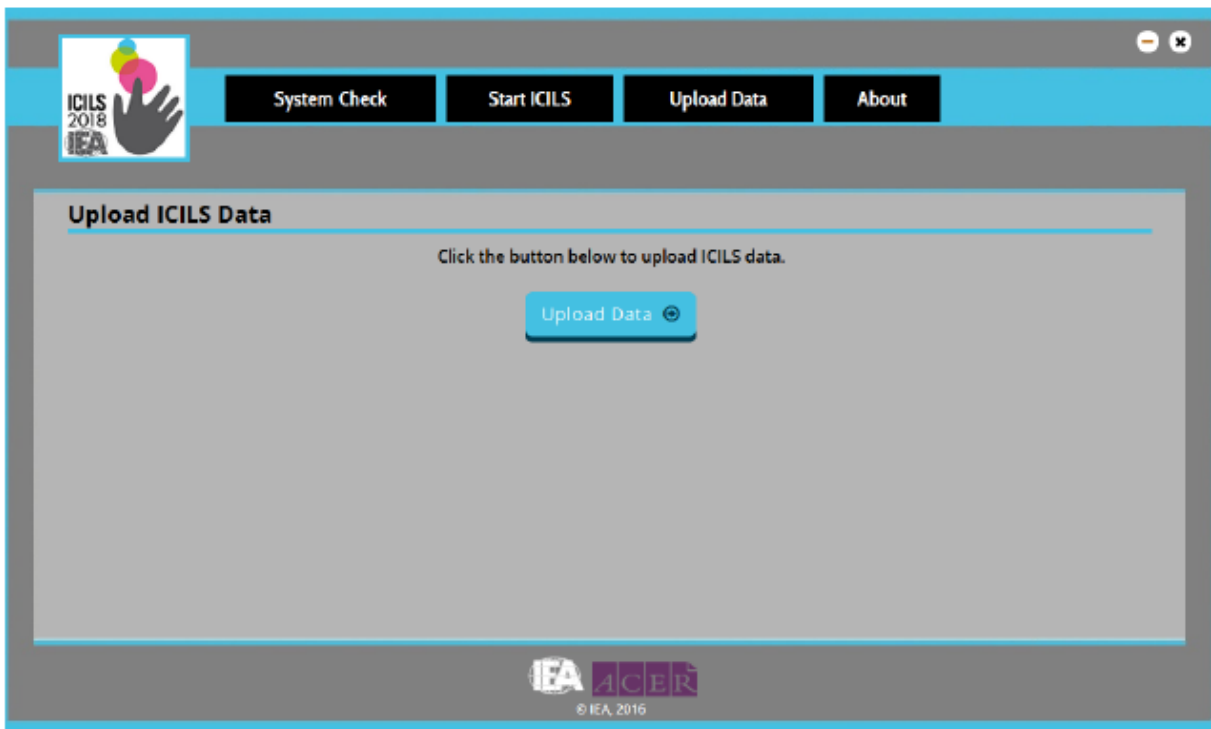 ICILS
2018
IEA
System Check
Start ICILS
Upload Data
About
Upload ICILS Data
Click the button below to upload ICILS data.
Upload Data
IEA ACER
© IEA, 2016